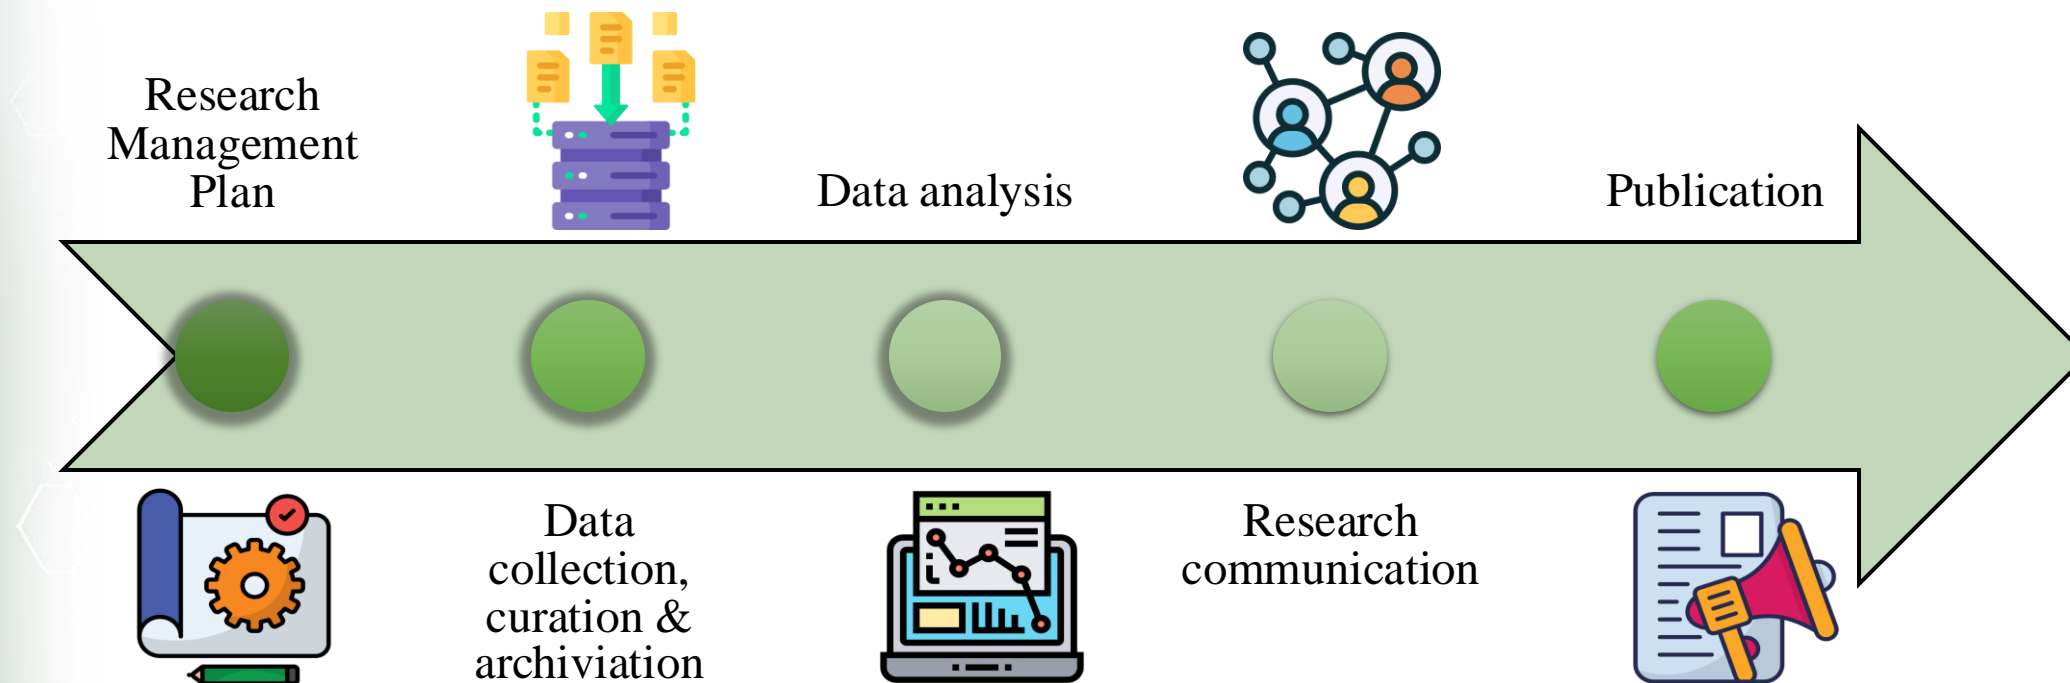 Research
Management
Plan
Data
collection,
curation &
archiviation
Data analysis
Research
communication
Publication